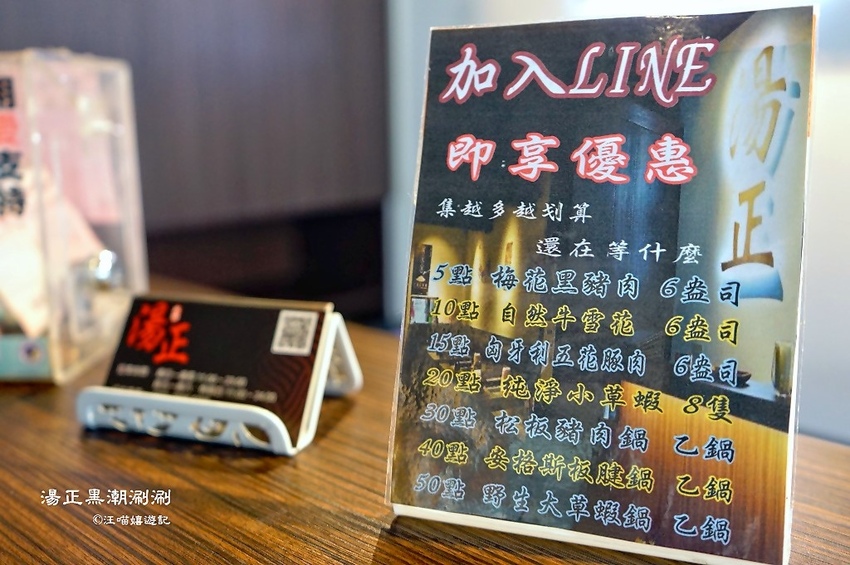 加入LINE
即享優惠
集越多越划算
還在等什麼
5點 梅花黑豬肉 6盎司
10點 自然牛雪花 6盎司
15點 匈牙利五花豚肉 6盎司
20點 純淨小草蝦 8隻
30點 松板豬肉鍋 乙鍋
40點 安格斯板腱鍋 乙鍋
50點 野生大草蝦鍋 乙鍋
湯正
湯正
湯正黑潮涮涮
©汪喵嬉遊記